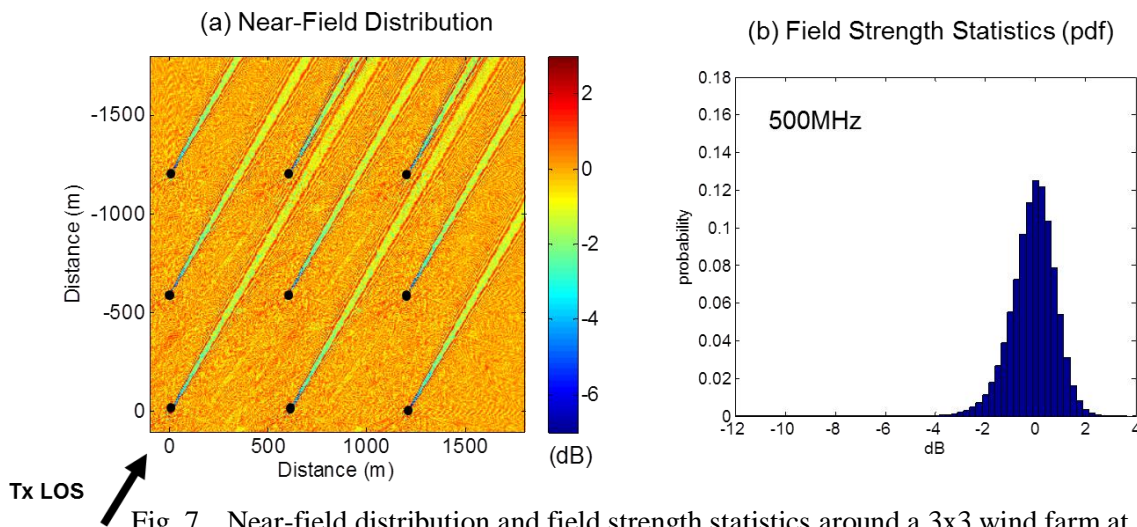 (a) Near-Field Distribution
(b) Field Strength Statistics (pdf)
-1500
-1000
-500
0
Distance (m)
0 500 1000 1500
Distance (m)
2
0
-2
-4
-6
(dB)
0.18
0.16
0.14
0.12
0.1
0.08
0.06
0.04
0.02
0
probability
500MHz
-12 -10 -8 -6 -4 -2 0 2 4
dB
Tx LOS
Fig. 7. Near-field distribution and field strength statistics around a 3x3 wind farm at